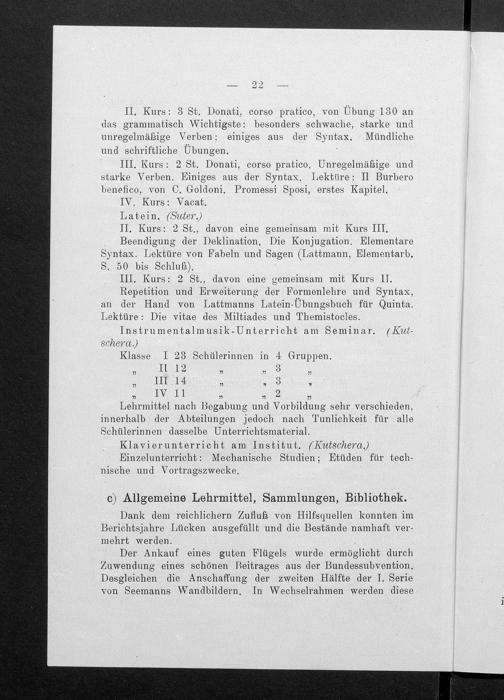 — 22 —
II. Kurs: 3 St. Donati, corso pratico, von Übung 130 an
das grammatisch Wichtigste: besonders schwache, starke und
unregelmäßige Verben; einiges aus der Syntax. Mündliche
und schriftliche Übungen.
III. Kurs: 2 St. Donati, corso pratico. Unregelmäßige und
starke Verben. Einiges aus der Syntax. Lektüre: Il Burbero
benefico, von C. Goldoni. Promessi Sposi, erstes Kapitel.
IV. Kurs: Vacat.
Latein. (Suter.)
II. Kurs: 2 St., davon eine gemeinsam mit Kurs III.
Beendigung der Deklination. Die Konjugation. Elementare
Syntax. Lektüre von Fabeln und Sagen (Lattmann, Elementarb.
S. 50 bis Schluß).
III. Kurs: 2 St., davon eine gemeinsam mit Kurs II.
Repetition und Erweiterung der Formenlehre und Syntax,
an der Hand von Lattmanns Latein-Übungsbuch für Quinta.
Lektüre: Die vitae des Miltiades und Themistocles.
Instrumentalmusik-Unterricht am Seminar. (Kut-
schera.)
Klasse I 23 Schülerinnen in 4 Gruppen.
„ II 12 „ „ 3 „
„ III 14 „ „ 3 „
„ IV 11 „ „ 2 „
Lehrmittel nach Begabung und Vorbildung sehr verschieden,
innerhalb der Abteilungen jedoch nach Tunlichkeit für alle
Schülerinnen dasselbe Unterrichtsmaterial.
Klavierunterricht am Institut. (Kutschera.)
Einzelunterricht: Mechanische Studien; Etüden für tech-
nische und Vortragszwecke.
c) Allgemeine Lehrmittel, Sammlungen, Bibliothek.
Dank dem reichlichern Zufluß von Hilfsquellen konnten im
Berichtsjahre Lücken ausgefüllt und die Bestände namhaft ver-
mehrt werden.
Der Ankauf eines guten Flügels wurde ermöglicht durch
Zuwendung eines schönen Beitrages aus der Bundessubvention.
Desgleichen die Anschaffung der zweiten Hälfte der I. Serie
von Seemanns Wandbildern. In Wechselrahmen werden diese